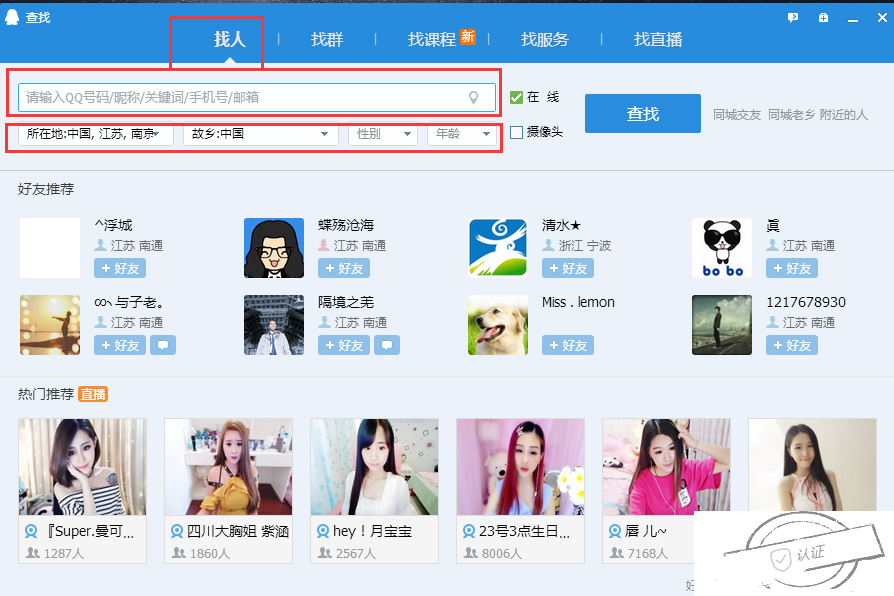 查找
找人 找群 找课程 新 找服务 找直播
请输入QQ号码/昵称/关键词/手机号/邮箱
在 线
查找
同城交友 同城老乡 附近的人
所在地:中国, 江苏, 南京
故乡:中国
性别
年龄
摄像头
好友推荐
^浮城
江苏 南通
+ 好友
蝶殇沧海
江苏 南通
+ 好友
清水★
浙江 宁波
+ 好友
bo bo
眞
江苏 南通
+ 好友
与子老。
江苏 南通
+ 好友
隔境之羌
江苏 南通
+ 好友
Miss . lemon
+ 好友
1217678930
江苏 南通
+ 好友
热门推荐 直播
『Super.曼可...
1287人
四川大胸姐 紫涵
1860人
hey！月宝宝
2567人
23号3点生日...
8006人
唇 儿~
7168人
认证